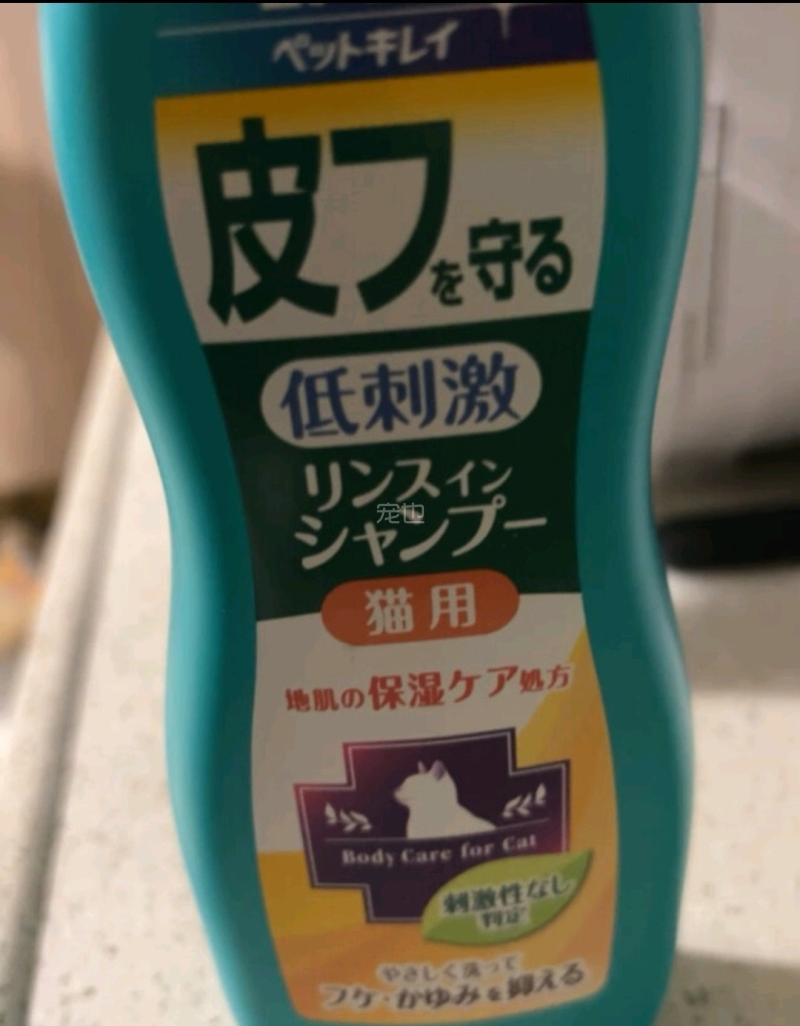 ペットキレイ
皮フを守る
低刺激
リンスイン
シャンプー
宠也
猫用
地肌の保湿ケア処方
Body Care for Cat
刺激性なし
判定
やさしく洗って
フケ・かゆみを抑える